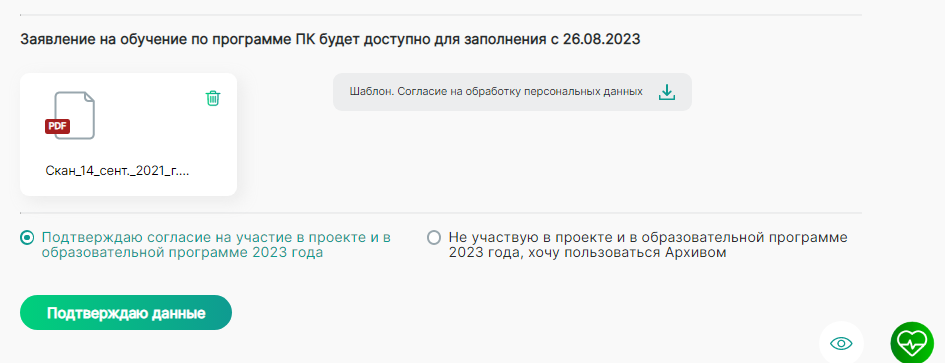 Заявление на обучение по программе ПК будет доступно для заполнения с 26.08.2023
Шаблон. Согласие на обработку персональных данных
PDF
Скан_14_сент._2021_г....
Подтверждаю согласие на участие в проекте и в
образовательной программе 2023 года
Не участвую в проекте и в образовательной программе
2023 года, хочу пользоваться Архивом
Подтверждаю данные